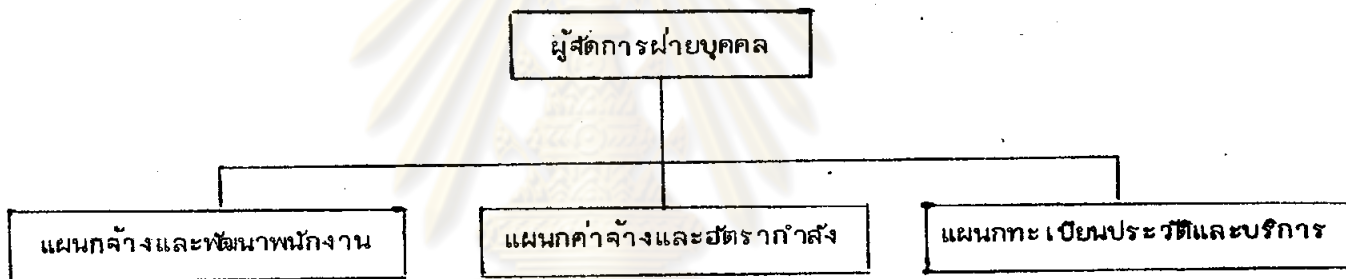 ผู้จัดการฝ่ายบุคคล
แผนกจ้างและพัฒนาพนักงาน
แผนกค่าจ้างและอัตรากำลัง
แผนกทะเบียนประวัติและบริการ